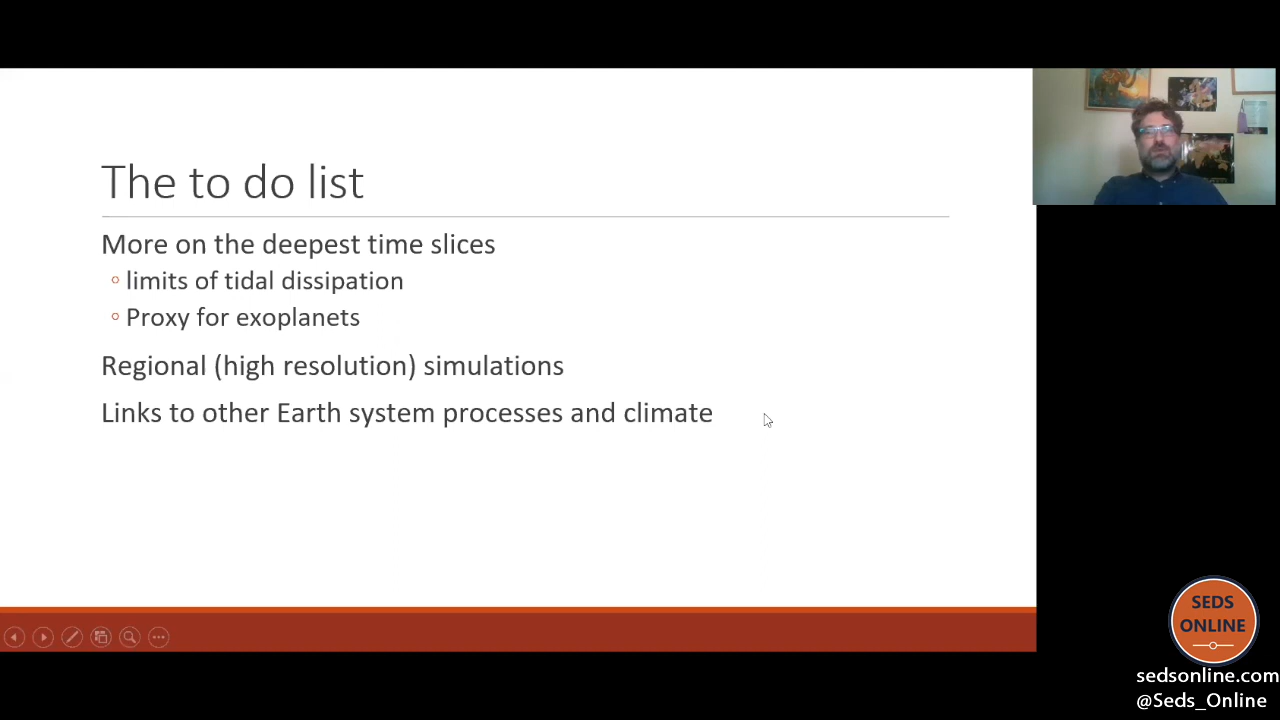 The to do list
More on the deepest time slices
limits of tidal dissipation
Proxy for exoplanets
Regional (high resolution) simulations
Links to other Earth system processes and climate
SEDS
ONLINE
sedsonline.com
@Seds_Online